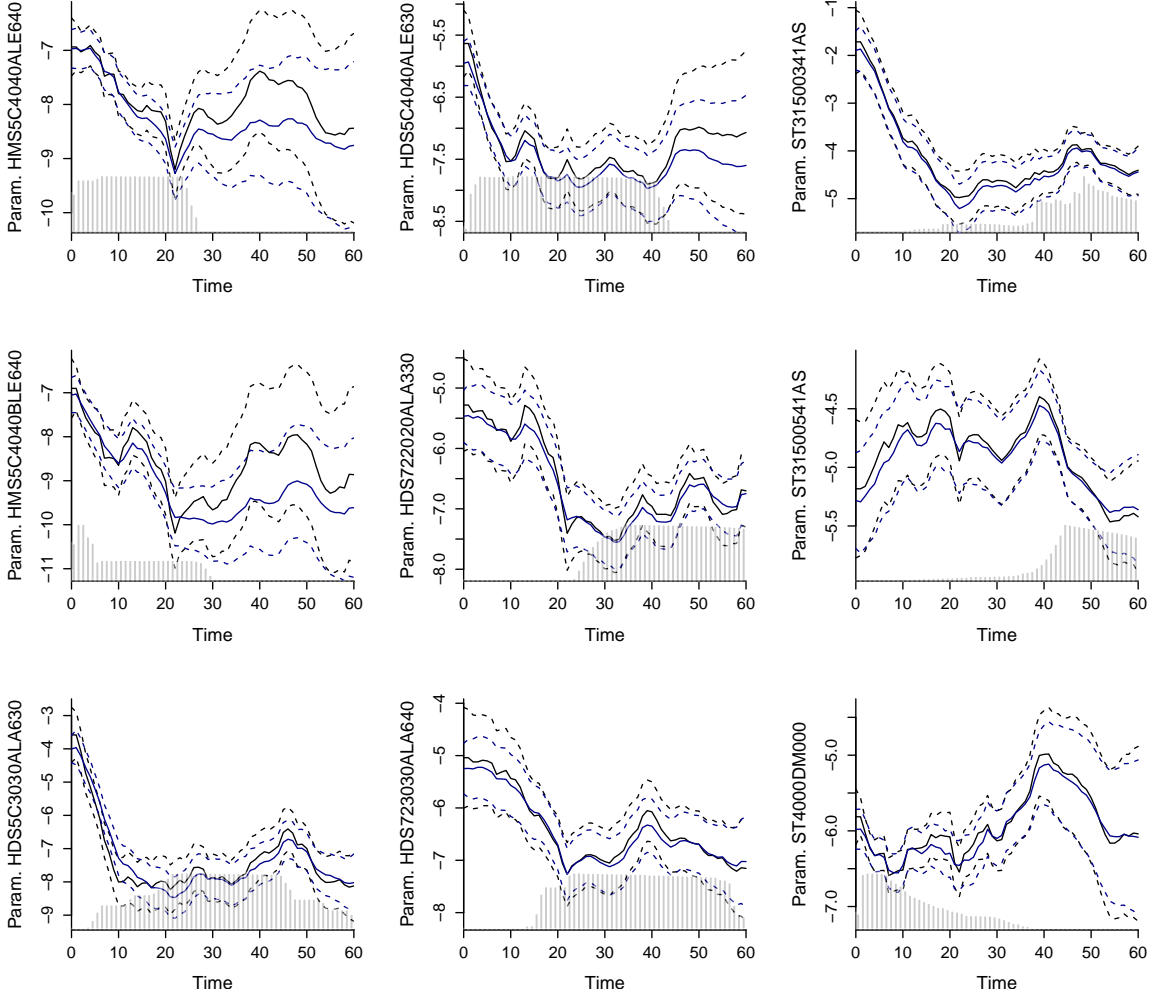 Param. HMS5C4040ALE640
−7
−8
−9
−10
0 10 20 30 40 50 60
Time
Param. HDS5C4040ALE630
−5.5
−6.5
−7.5
−8.5
0 10 20 30 40 50 60
Time
Param. ST31500341AS
−1
−2
−3
−4
−5
0 10 20 30 40 50 60
Time
Param. HMS5C4040BLE640
−7
−8
−9
−10
−11
0 10 20 30 40 50 60
Time
Param. HDS722020ALA330
−5.0
−6.0
−7.0
−8.0
0 10 20 30 40 50 60
Time
Param. ST31500541AS
−4.5
−5.0
−5.5
0 10 20 30 40 50 60
Time
Param. HDS5C3030ALA630
−3
−4
−5
−6
−7
−8
−9
0 10 20 30 40 50 60
Time
Param. HDS723030ALA640
−4
−5
−6
−7
−8
0 10 20 30 40 50 60
Time
Param. ST4000DM000
−5.0
−6.0
−7.0
0 10 20 30 40 50 60
Time